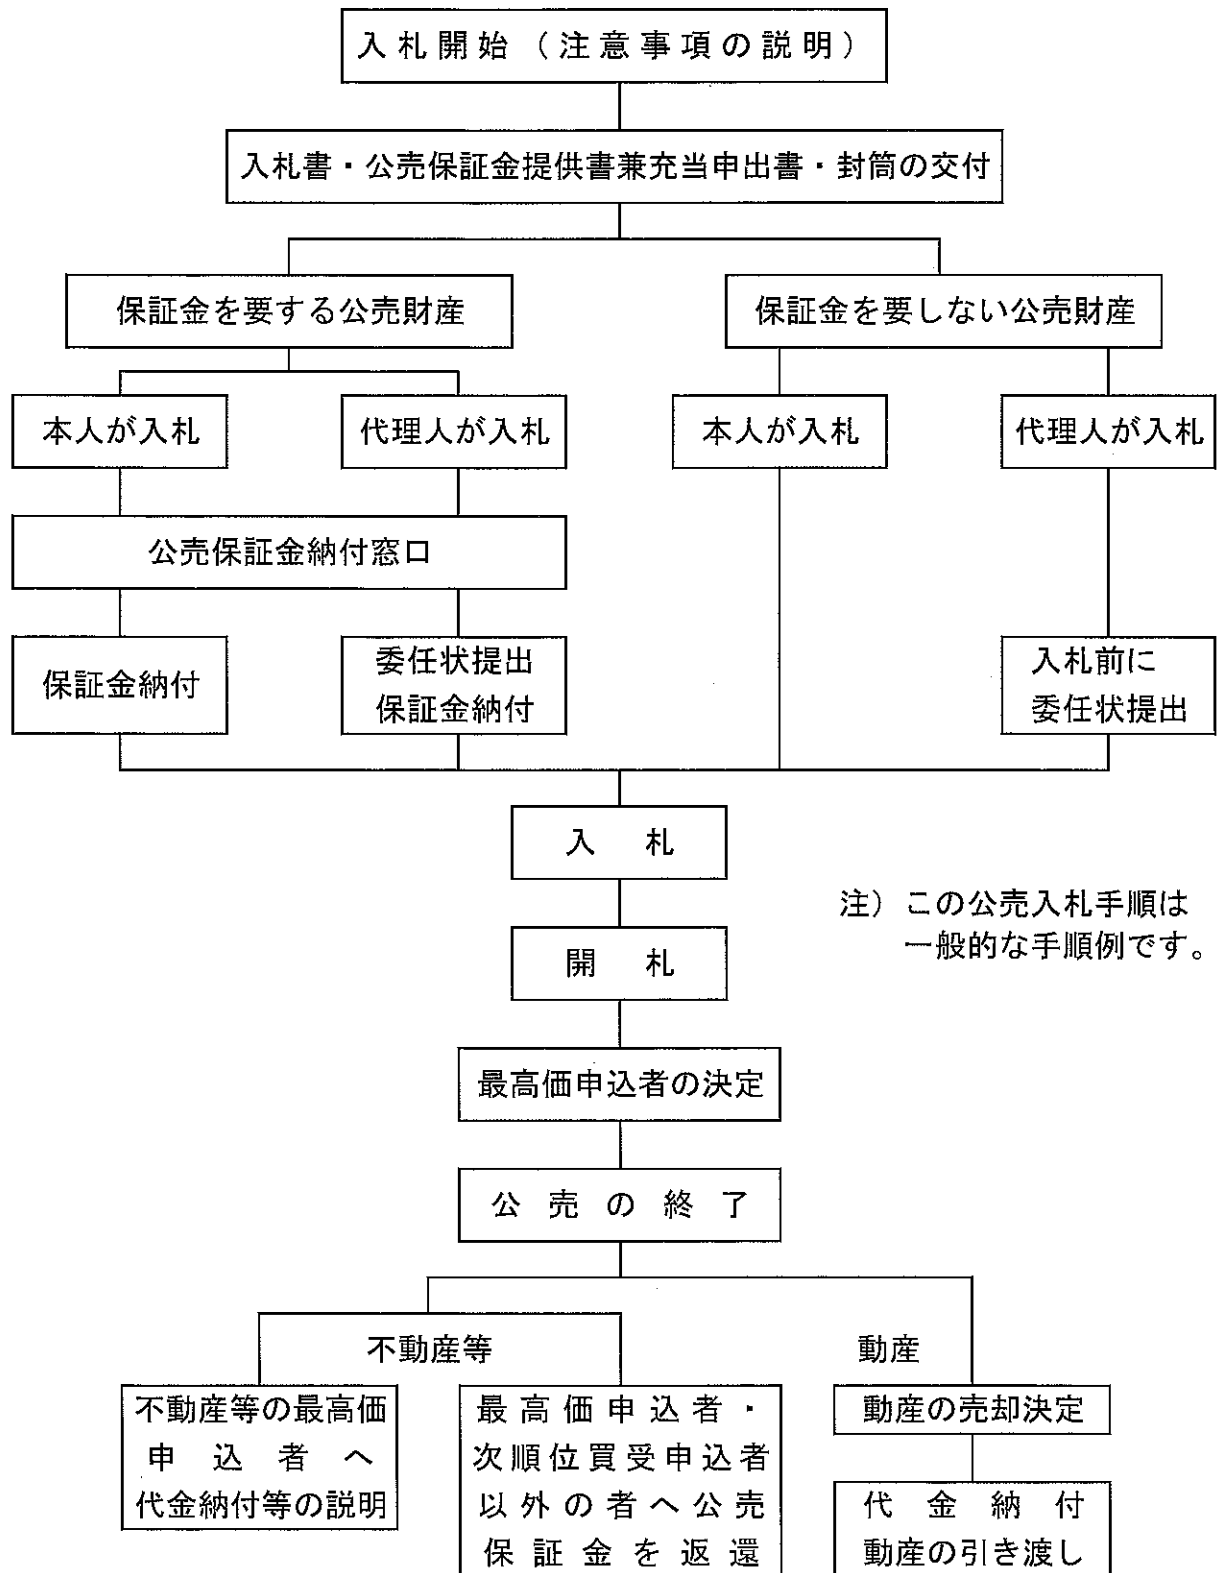 入札開始（注意事項の説明）
入札書・公売保証金提供書兼充当申出書・封筒の交付
保証金を要する公売財産
保証金を要しない公売財産
本人が入札
代理人が入札
本人が入札
代理人が入札
公売保証金納付窓口
保証金納付
委任状提出
保証金納付
入札前に
委任状提出
入札
注）この公売入札手順は
一般的な手順例です。
開札
最高価申込者の決定
公売の終了
不動産等
動産
不動産等の最高価
申込者へ
代金納付等の説明
最高価申込者・
次順位買受申込者
以外の者へ公売
保証金を返還
動産の売却決定
代金納付
動産の引き渡し